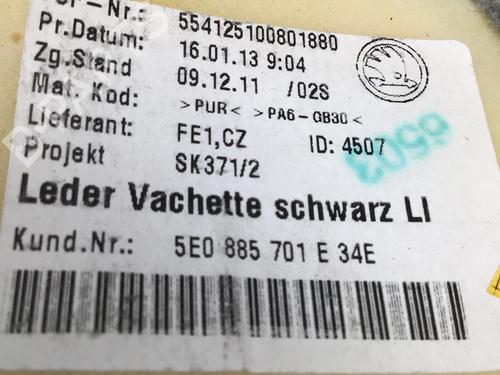 554125100801880
Pr.Datum: 16.01.13 9:04
Zg.Stand 09.12.11 /02S
Mat. Kod: >PUR< >PA6-GB30<
Lieferant: FE1,CZ ID: 4507
Projekt SK371/2
Leder Vachette schwarz LI
Kund.Nr.: 5E0 885 701 E 34E
6503